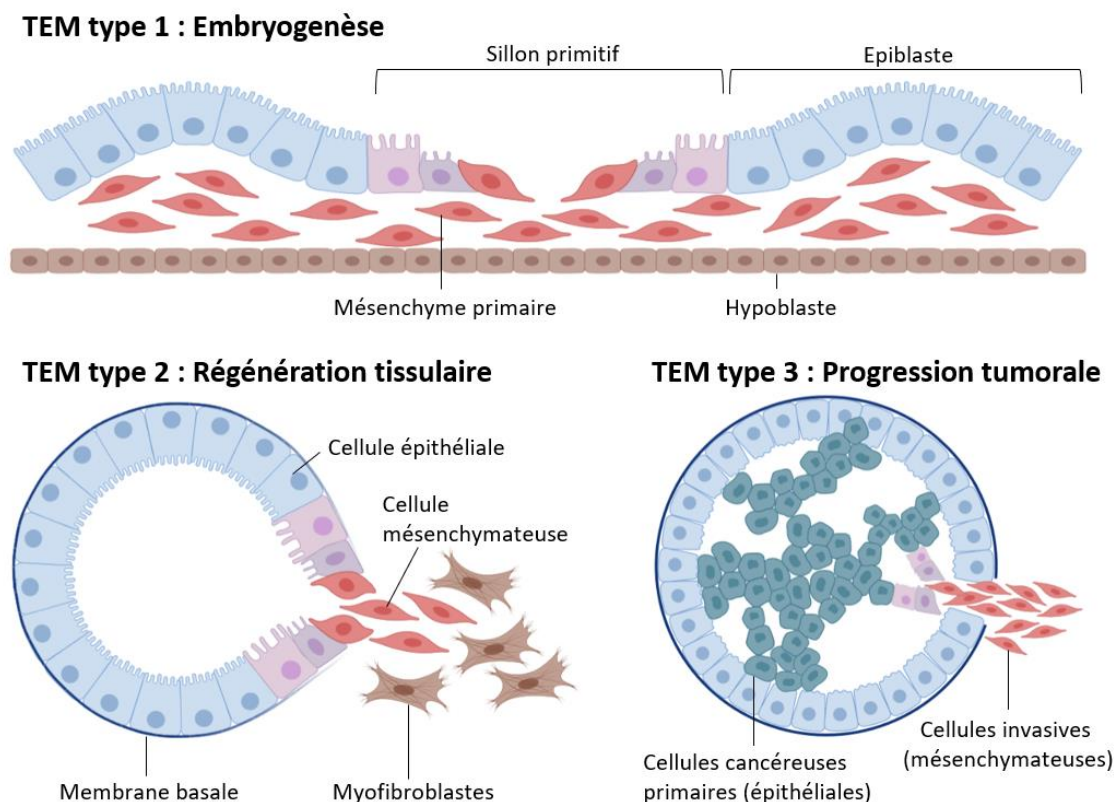 TEM type 1 : Embryogenèse
Sillon primitif
Epiblaste
Mésenchyme primaire
Hypoblaste
TEM type 2 : Régénération tissulaire
Cellule épithéliale
Cellule
mésenchymateuse
Membrane basale
Myofibroblastes
TEM type 3 : Progression tumorale
Cellules cancéreuses
primaires (épithéliales)
Cellules invasives
(mésenchymateuses)